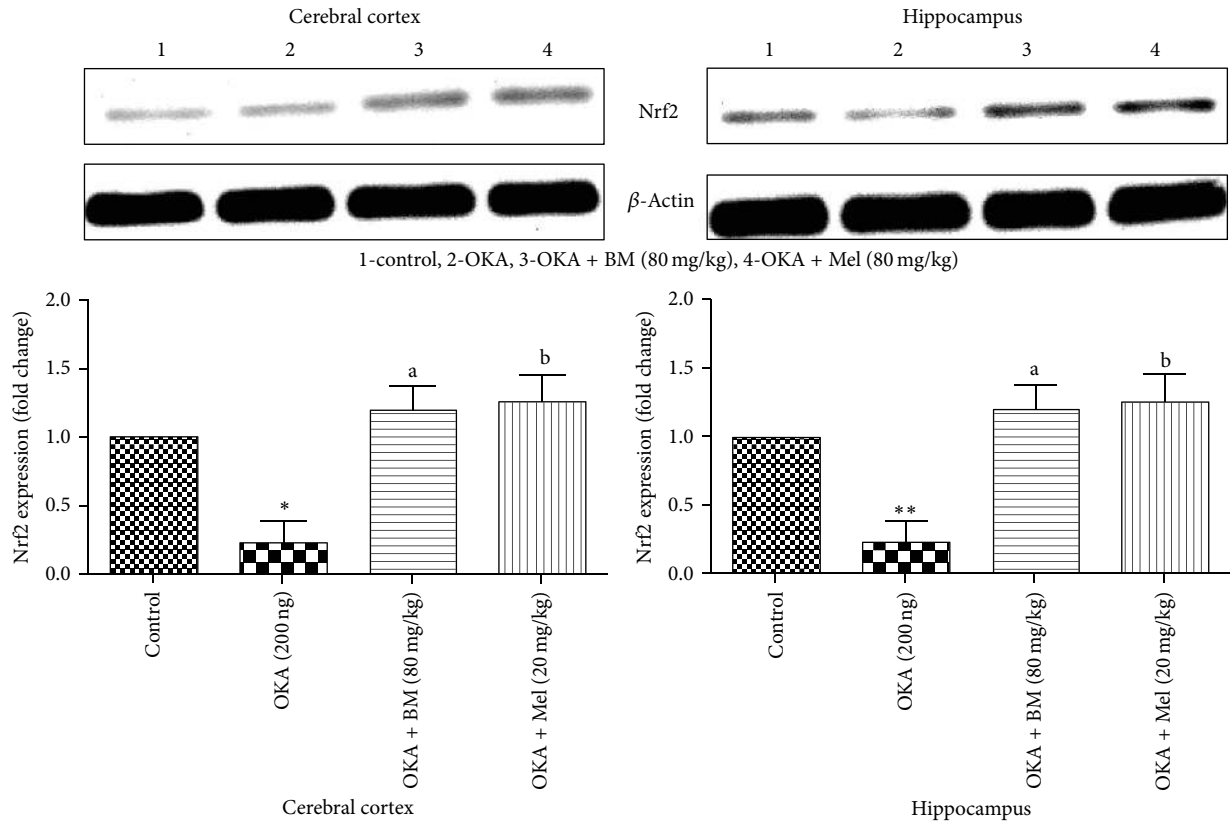 Cerebral cortex
1 2 3 4
Hippocampus
1 2 3 4
Nrf2
β-Actin
1-control, 2-OKA, 3-OKA + BM (80 mg/kg), 4-OKA + Mel (80 mg/kg)
Nrf2 expression (fold change)
2.0
1.5
1.0
0.5
0.0
*
a
b
Control
OKA (200 ng)
OKA + BM (80 mg/kg)
OKA + Mel (20 mg/kg)
Cerebral cortex
Nrf2 expression (fold change)
2.0
1.5
1.0
0.5
0.0
**
a
b
Control
OKA (200 ng)
OKA + BM (80 mg/kg)
OKA + Mel (20 mg/kg)
Hippocampus